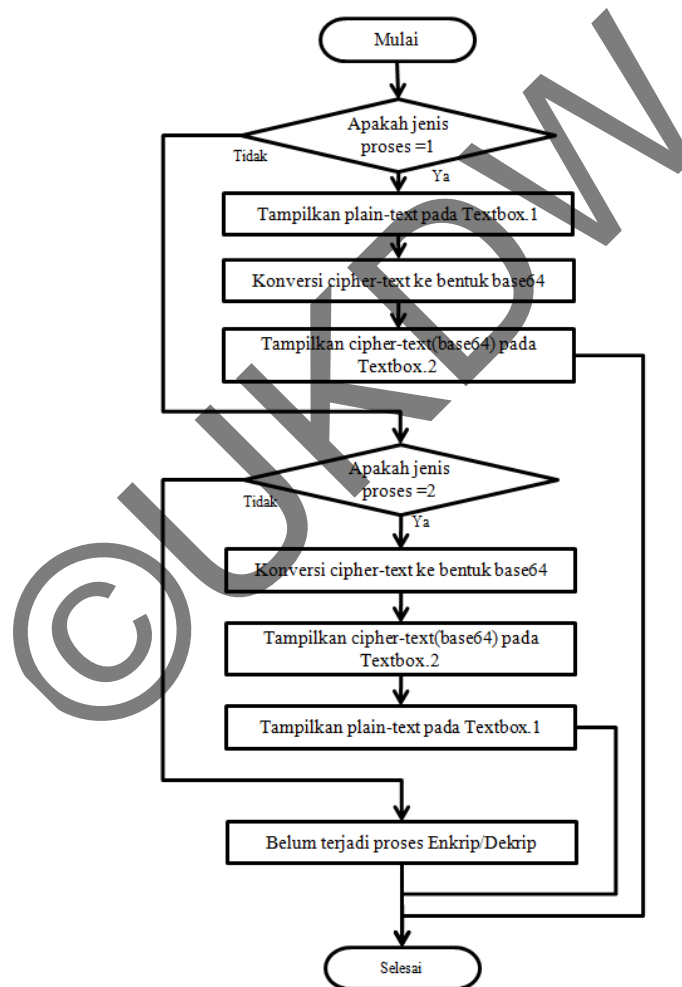 Mulai
Apakah jenis
proses =1
Tidak
Ya
Tampilkan plain-text pada Textbox.1
Konversi cipher-text ke bentuk base64
Tampilkan cipher-text(base64) pada
Textbox.2
Apakah jenis
proses =2
Tidak
Ya
Konversi cipher-text ke bentuk base64
Tampilkan cipher-text(base64) pada
Textbox.2
Tampilkan plain-text pada Textbox.1
Belum terjadi proses Enkrip/Dekrip
Selesai
©UKDW